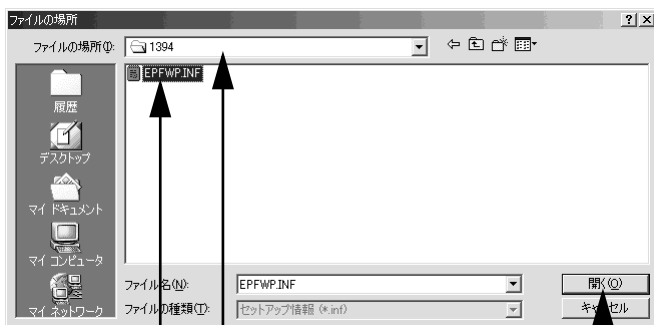 ファイルの場所
ファイルの場所(I):
1394
EPFWP.INF
履歴
デスクトップ
マイ ドキュメント
マイ コンピュータ
マイ ネットワーク
ファイル名(N):
EPFWP.INF
開く(O)
ファイルの種類(T):
セットアップ情報 (*.inf)
キャンセル